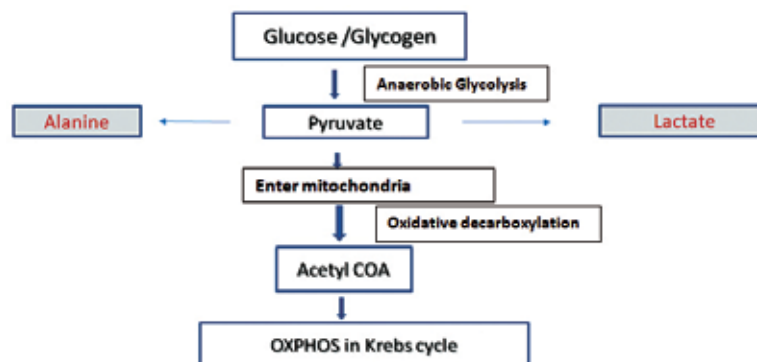 Glucose /Glycogen
Anaerobic Glycolysis
Alanine
Pyruvate
Lactate
Enter mitochondria
Oxidative decarboxylation
Acetyl COA
OXPHOS in Krebs cycle